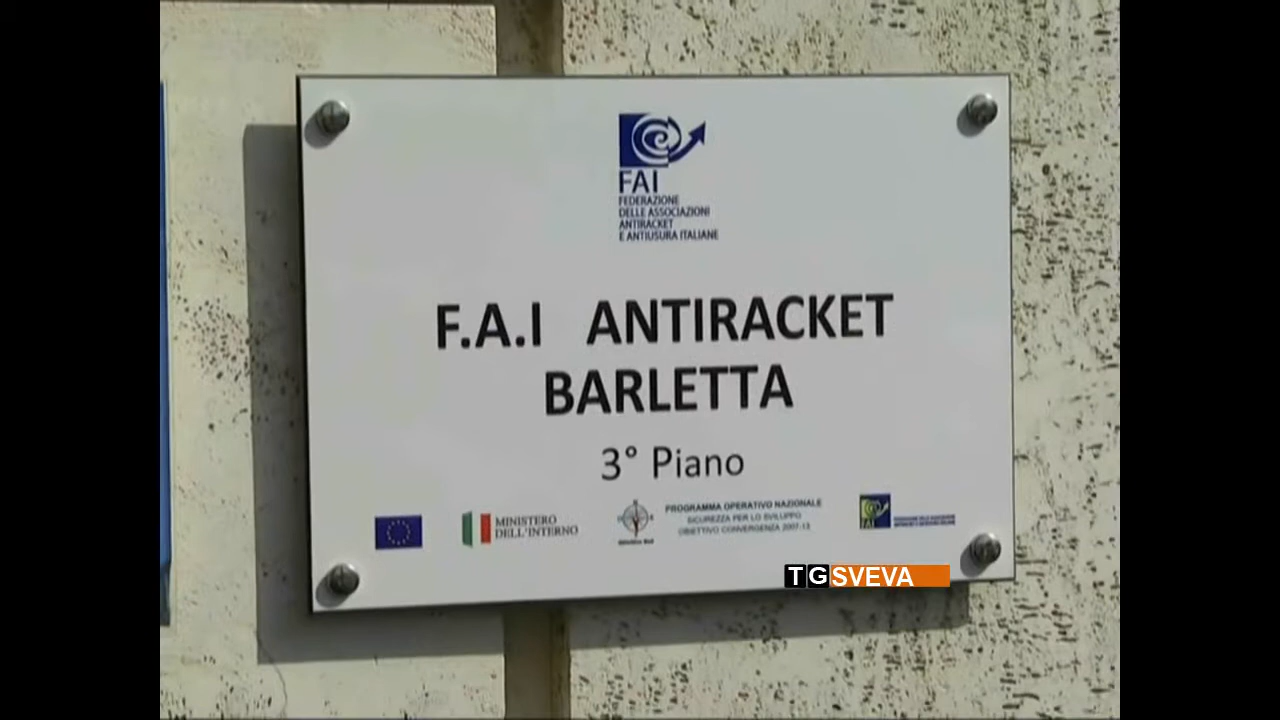 FAI
FEDERAZIONE
DELLE ASSOCIAZIONI
ANTIRACKET
E ANTIUSURA ITALIANE
F.A.I ANTIRACKET
BARLETTA
3° Piano
MINISTERO
DELL'INTERNO
PROGRAMMA OPERATIVO NAZIONALE
SICUREZZA PER LO SVILUPPO
OBIETTIVO CONVERGENZA 2007-13
FAI
TGSVEVA